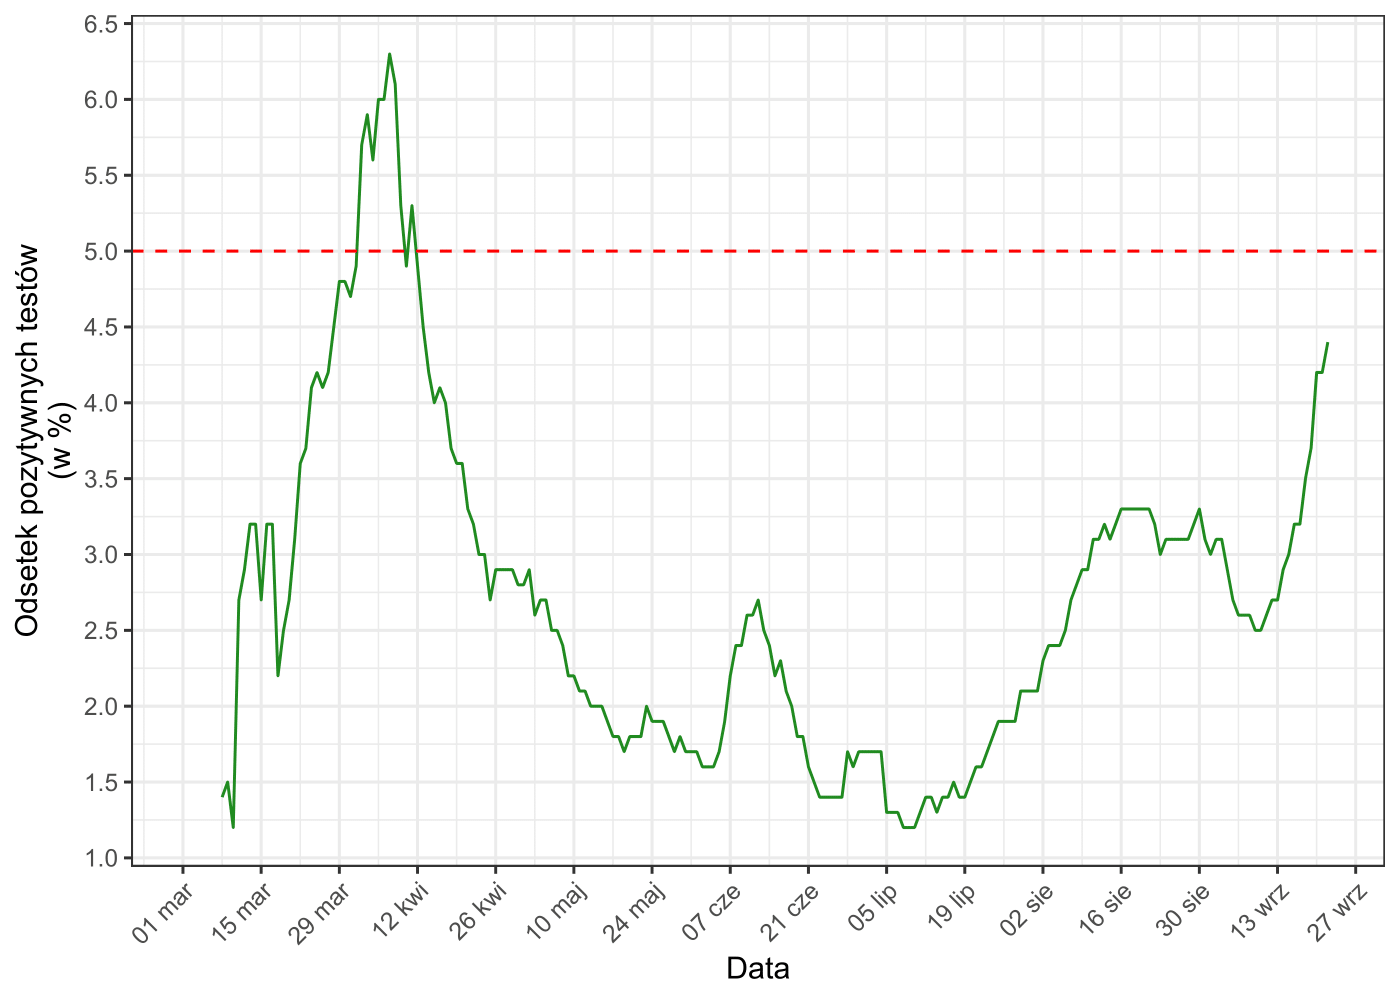 Odsetek pozytywnych testów
(w %)
6.5
6.0
5.5
5.0
4.5
4.0
3.5
3.0
2.5
2.0
1.5
1.0
01 mar
15 mar
29 mar
12 kwi
26 kwi
10 maj
24 maj
07 cze
21 cze
05 lip
19 lip
02 sie
16 sie
30 sie
13 wrz
27 wrz
Data